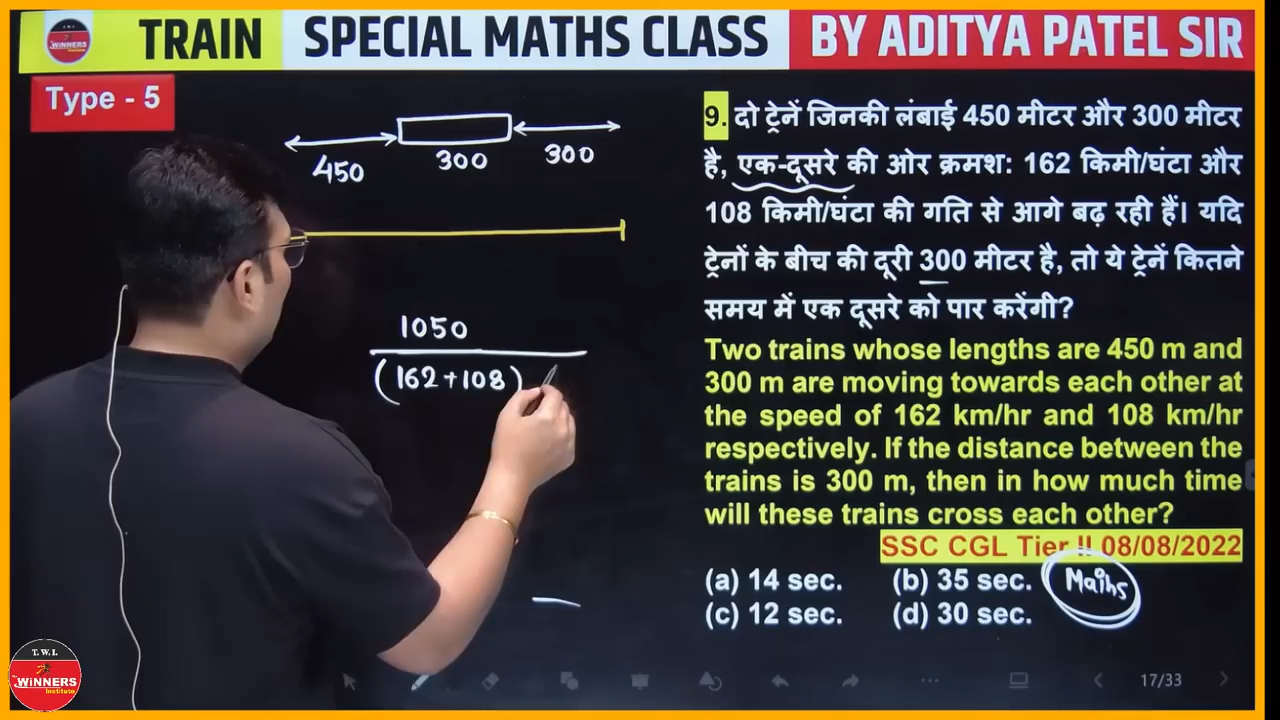 WiNNERS
TRAIN SPECIAL MATHS CLASS BY ADITYA PATEL SIR
Type - 5
450 300 300
1050
(162+108)
9. दो ट्रेनें जिनकी लंबाई 450 मीटर और 300 मीटर
है, एक-दूसरे की ओर क्रमश: 162 किमी/घंटा और
108 किमी/घंटा की गति से आगे बढ़ रही हैं। यदि
ट्रेनों के बीच की दूरी 300 मीटर है, तो ये ट्रेनें कितने
समय में एक दूसरे को पार करेंगी?
Two trains whose lengths are 450 m and
300 m are moving towards each other at
the speed of 162 km/hr and 108 km/hr
respectively. If the distance between the
trains is 300 m, then in how much time
will these trains cross each other?
SSC CGL Tier II 08/08/2022
(a) 14 sec. (b) 35 sec.
(c) 12 sec. (d) 30 sec.
Maths
T.W.I.
The
WiNNERS
Institute
17/33